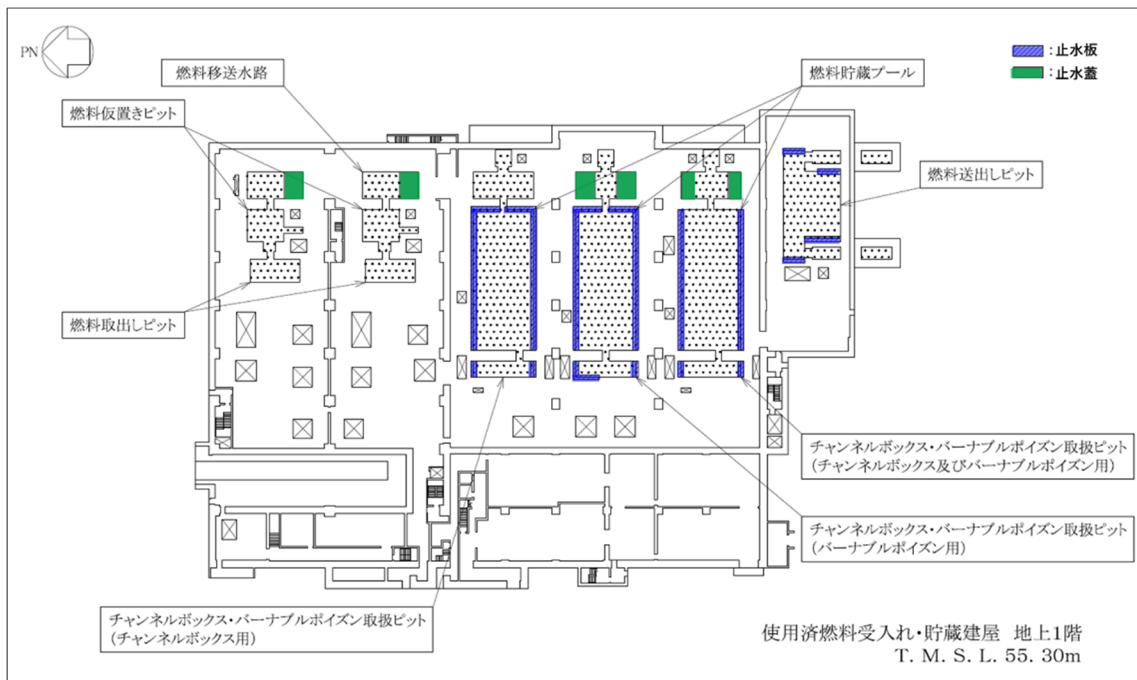 PN
:止水板
:止水蓋
燃料移送水路
燃料貯蔵プール
燃料仮置きピット
燃料送出しピット
燃料取出しピット
チャンネルボックス・バーナブルポイズン取扱ピット
(チャンネルボックス及びバーナブルポイズン用)
チャンネルボックス・バーナブルポイズン取扱ピット
(バーナブルポイズン用)
チャンネルボックス・バーナブルポイズン取扱ピット
(チャンネルボックス用)
使用済燃料受入れ・貯蔵建屋 地上1階
T. M. S. L. 55. 30m